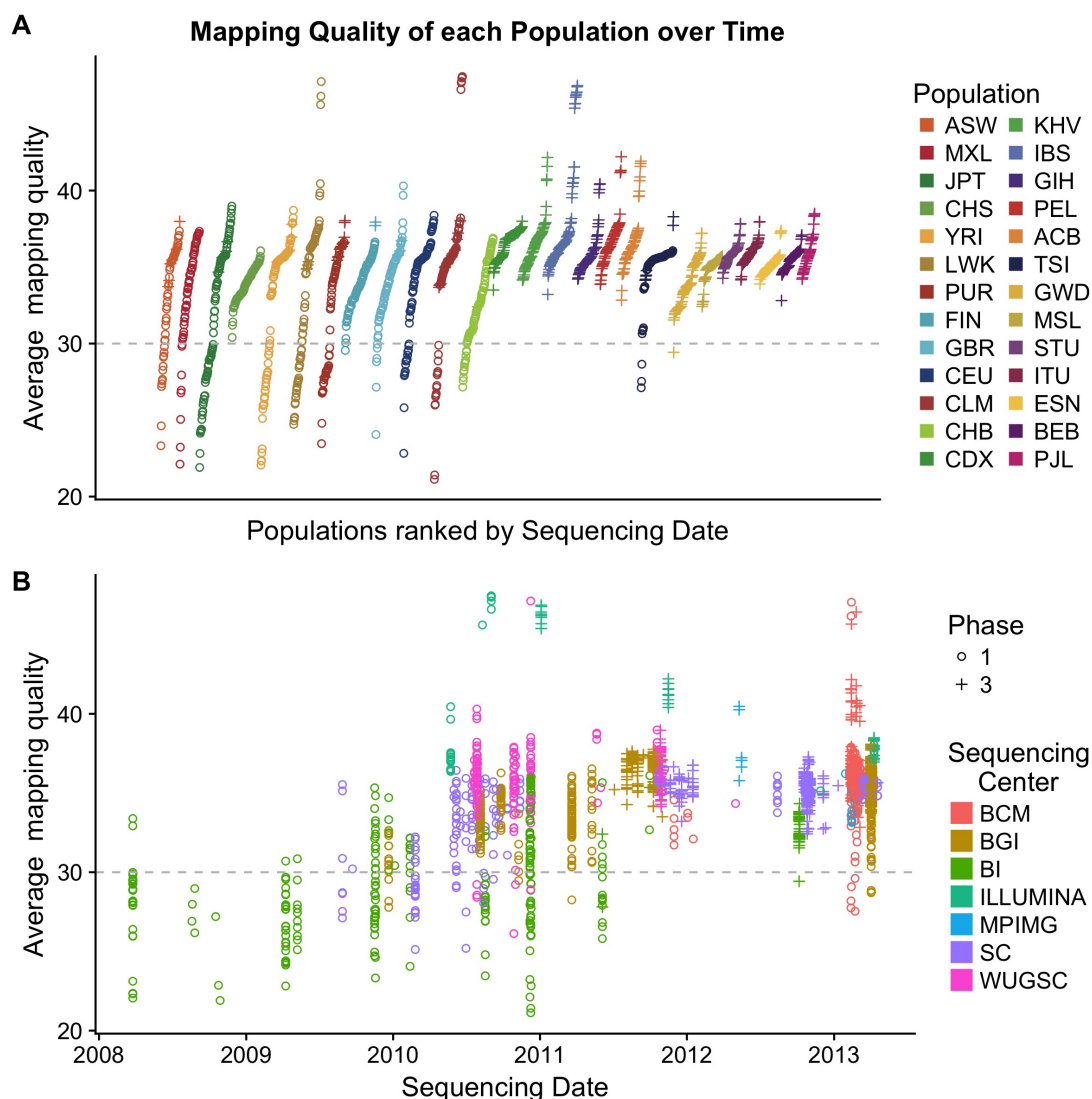 A
Mapping Quality of each Population over Time
Average mapping quality
40
30
20
Populations ranked by Sequencing Date
Population
ASW KHV
MXL IBS
JPT GIH
CHS PEL
YRI ACB
LWK TSI
PUR GWD
FIN MSL
GBR STU
CEU ITU
CLM ESN
CHB BEB
CDX PJL
B
Average mapping quality
40
30
20
2008 2009 2010 2011 2012 2013
Sequencing Date
Phase
1
3
Sequencing
Center
BCM
BGI
BI
ILLUMINA
MPIMG
SC
WUGSC